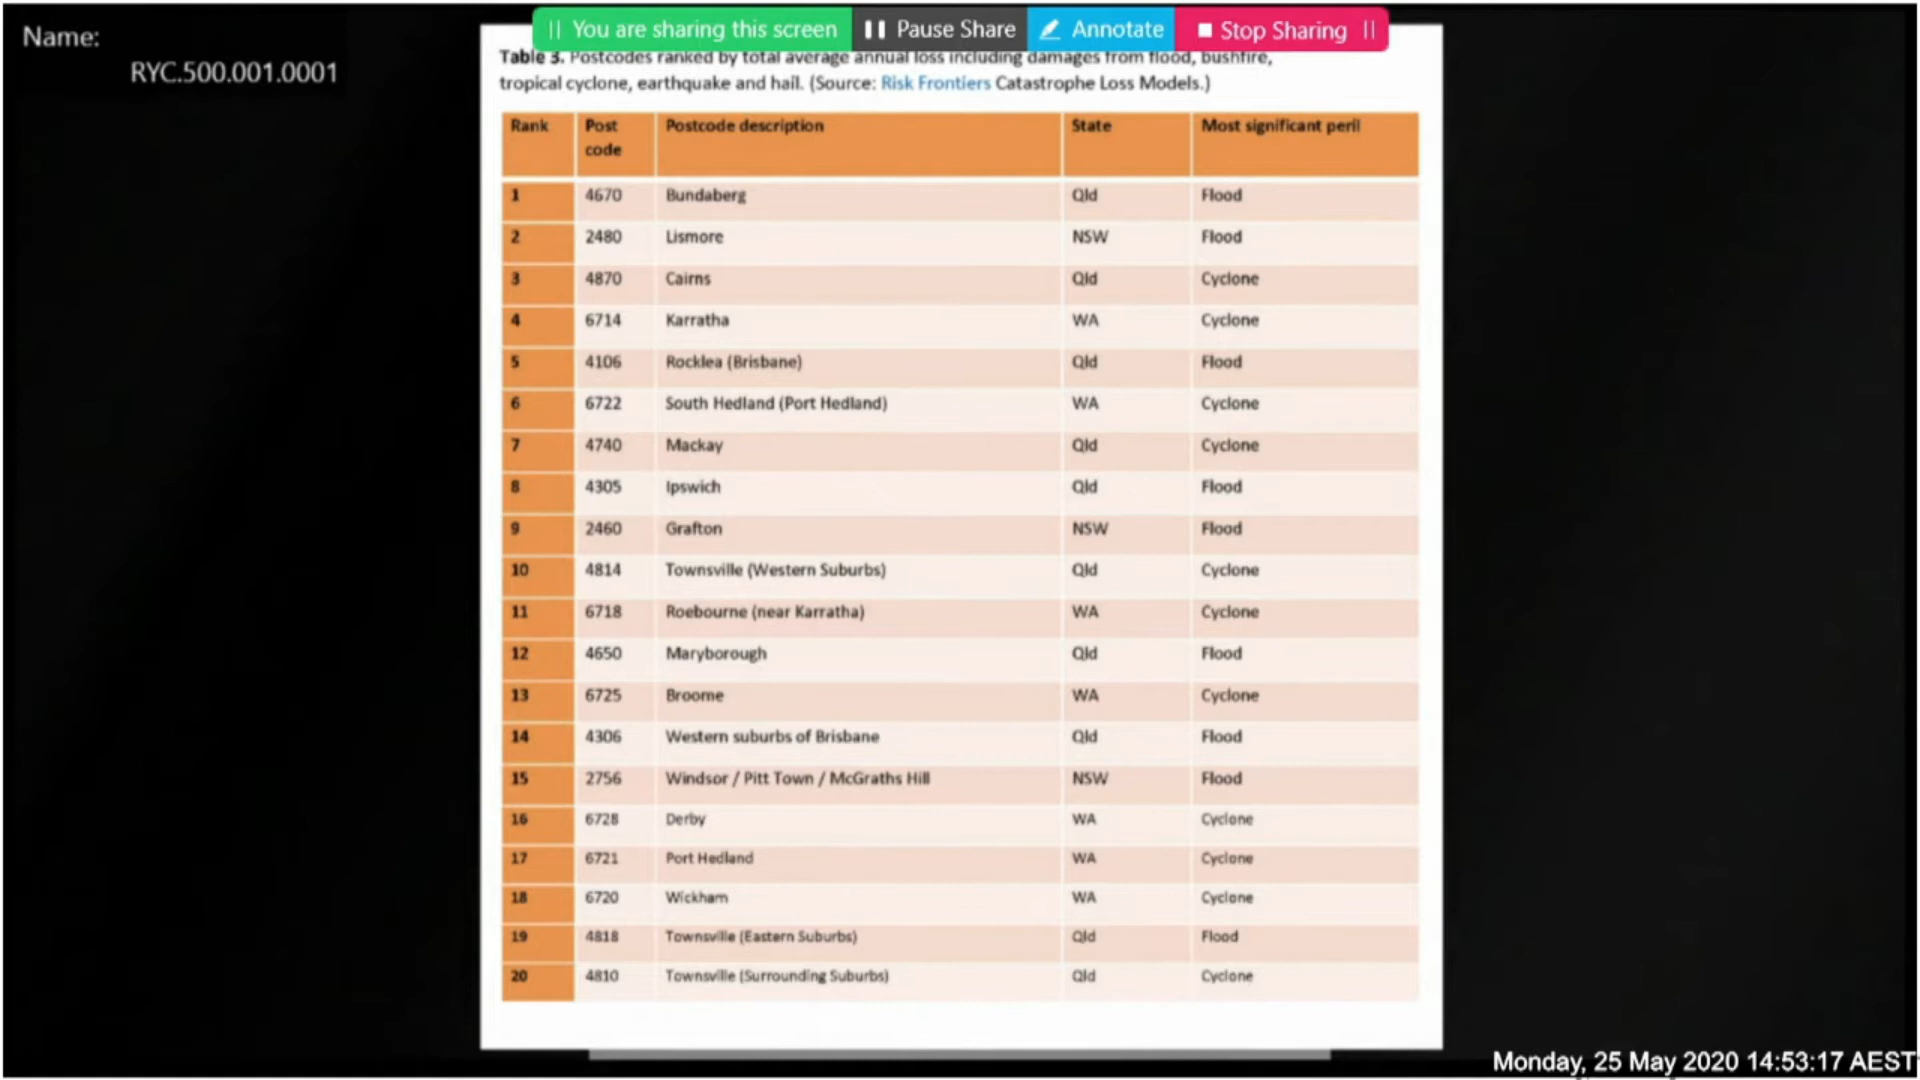 Name:
RYC.500.001.0001
You are sharing this screen Pause Share Annotate Stop Sharing
Table 3. Postcodes ranked by total average annual loss including damages from flood, bushfire,
tropical cyclone, earthquake and hail. (Source: Risk Frontiers Catastrophe Loss Models.)
Rank Post code Postcode description State Most significant peril
1 4670 Bundaberg Qld Flood
2 2480 Lismore NSW Flood
3 4870 Cairns Qld Cyclone
4 6714 Karratha WA Cyclone
5 4106 Rocklea (Brisbane) Qld Flood
6 6722 South Hedland (Port Hedland) WA Cyclone
7 4740 Mackay Qld Cyclone
8 4305 Ipswich Qld Flood
9 2460 Grafton NSW Flood
10 4814 Townsville (Western Suburbs) Qld Cyclone
11 6718 Roebourne (near Karratha) WA Cyclone
12 4650 Maryborough Qld Flood
13 6725 Broome WA Cyclone
14 4306 Western suburbs of Brisbane Qld Flood
15 2756 Windsor / Pitt Town / McGraths Hill NSW Flood
16 6728 Derby WA Cyclone
17 6721 Port Hedland WA Cyclone
18 6720 Wickham WA Cyclone
19 4818 Townsville (Eastern Suburbs) Qld Flood
20 4810 Townsville (Surrounding Suburbs) Qld Cyclone
Monday, 25 May 2020 14:53:17 AEST